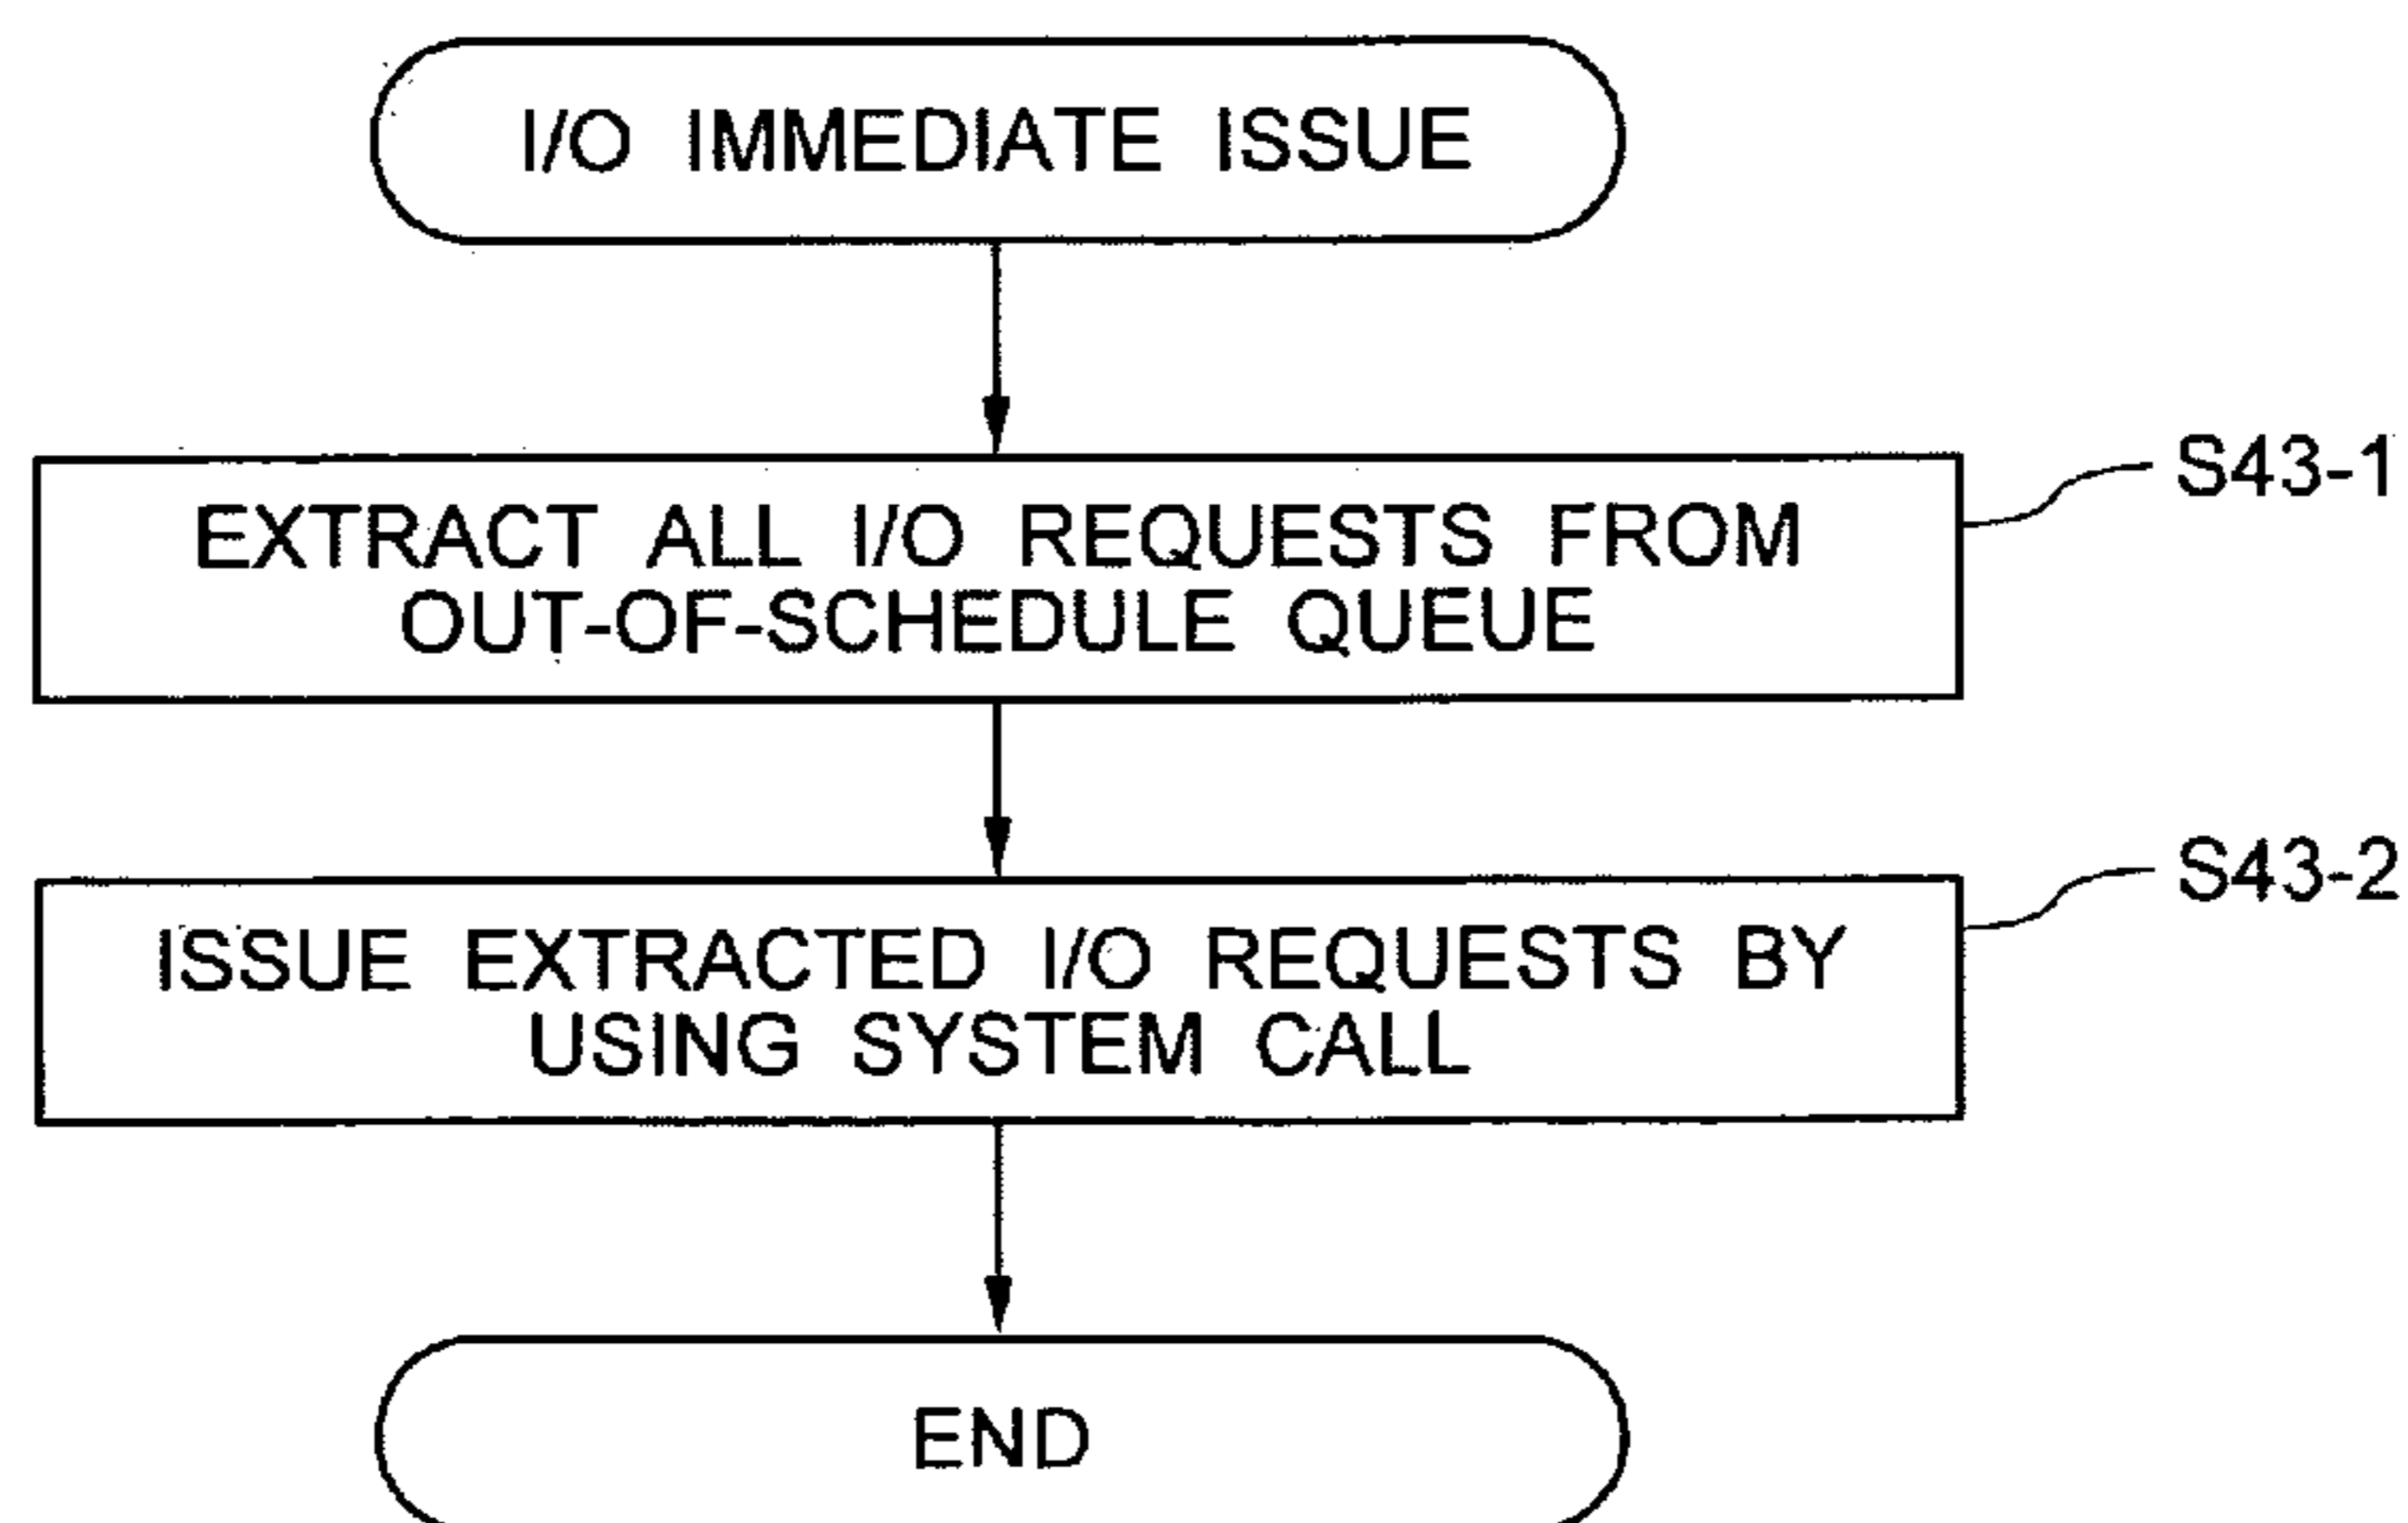 I/O IMMEDIATE ISSUE
S43-1
EXTRACT ALL I/O REQUESTS FROM
OUT-OF-SCHEDULE QUEUE
S43-2
ISSUE EXTRACTED I/O REQUESTS BY
USING SYSTEM CALL
END